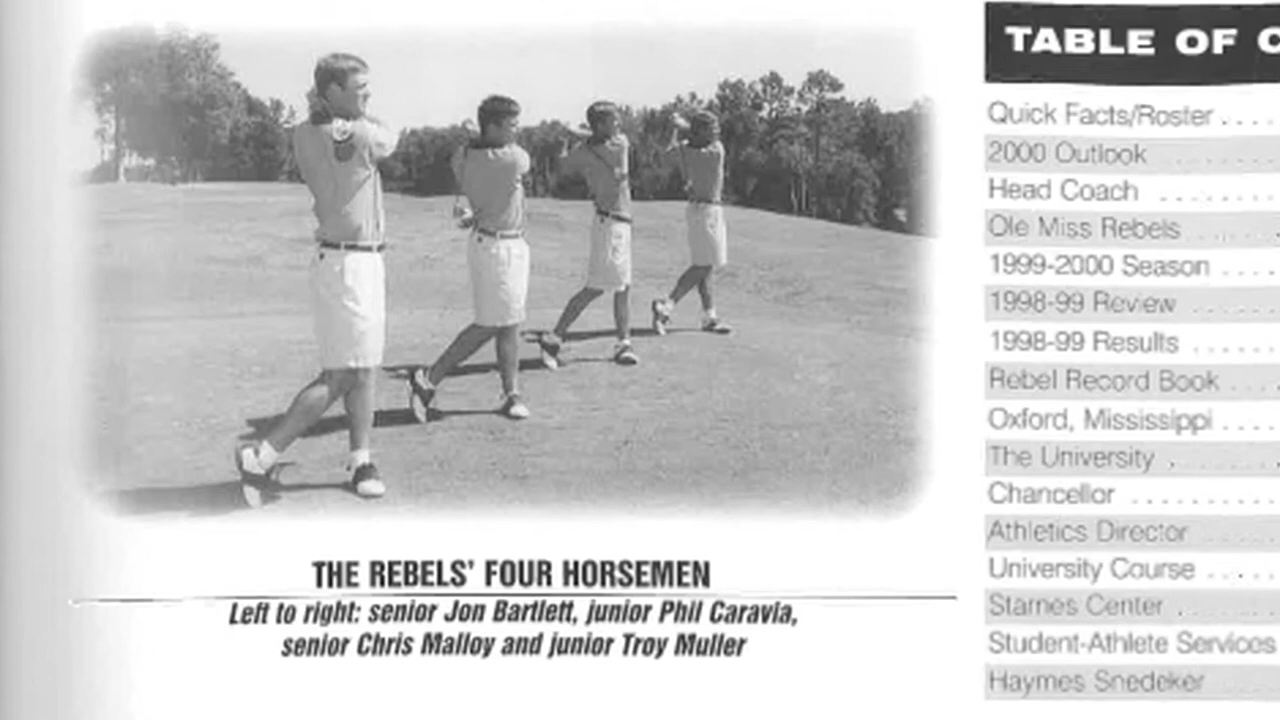 THE REBELS' FOUR HORSEMEN
Left to right: senior Jon Bartlett, junior Phil Caravia,
senior Chris Malloy and junior Troy Muller
TABLE OF
Quick Facts/Roster . . . .
2000 Outlook . . . . . . .
Head Coach . . . . . . .
Ole Miss Rebels . . . . .
1999-2000 Season . . . .
1998-99 Review . . . . . .
1998-99 Results . . . . . .
Rebel Record Book . . . .
Oxford, Mississippi . . . .
The University . . . . . . .
Chancellor . . . . . . . . . .
Athletics Director . . . . .
University Course . . . . .
Starnes Center . . . . . . .
Student-Athlete Services
Haymes Snedeker . . . .